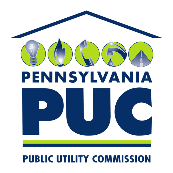 PENNSYLVANIA
PUC
PUBLIC UTILITY COMMISSION